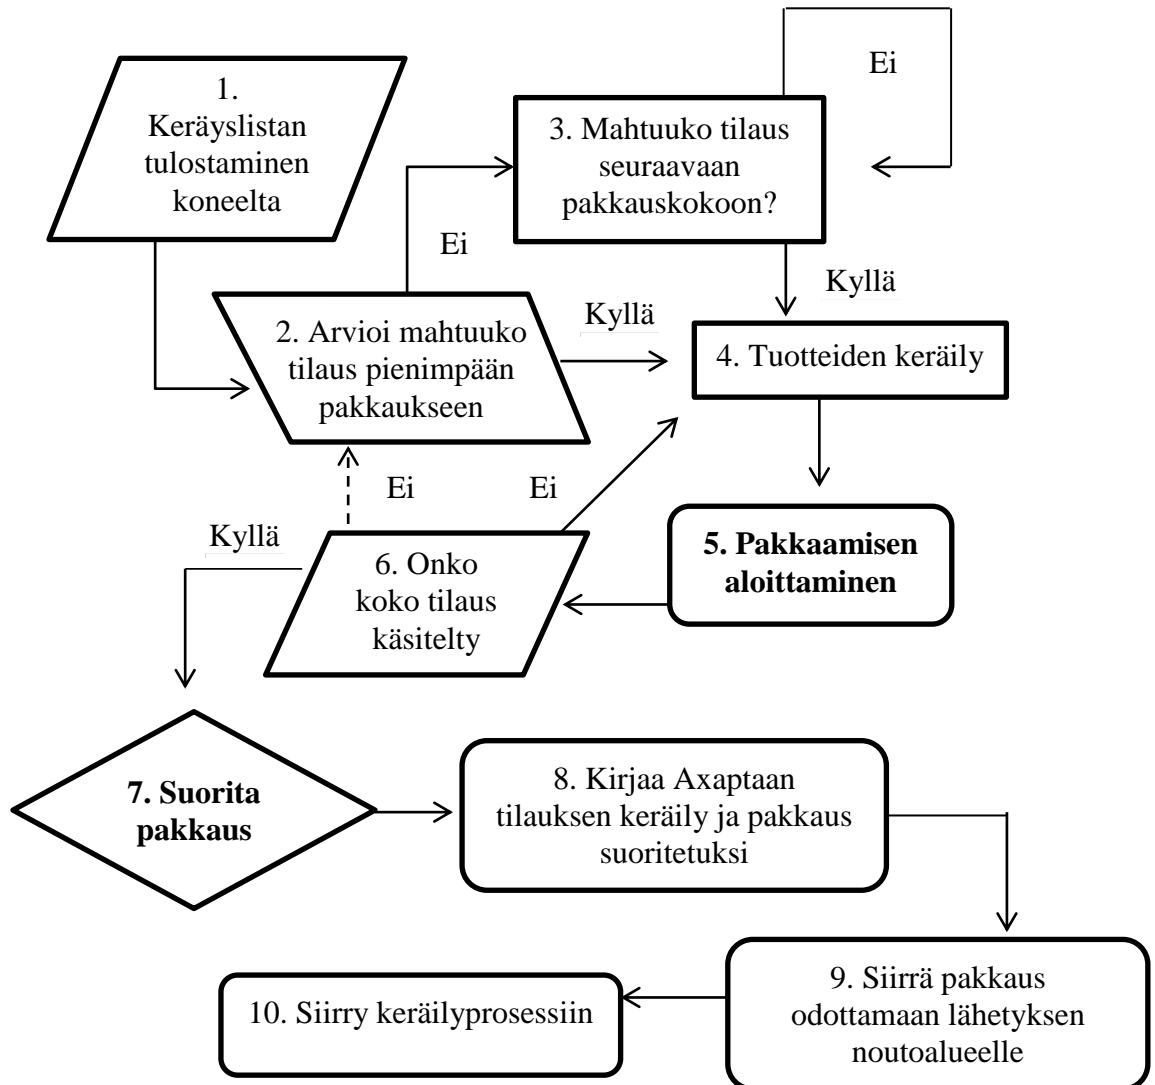 1.
Keräyslistan
tulostaminen
koneelta
Ei
3. Mahtuuko tilaus
seuraavaan
pakkauskokoon?
Ei
Kyllä
2. Arvioi mahtuuko
tilaus pienimpään
pakkaukseen
Kyllä
4. Tuotteiden keräily
Ei
Ei
5. Pakkaamisen
aloittaminen
Kyllä
6. Onko
koko tilaus
käsitelty
7. Suorita
pakkaus
8. Kirjaa Axaptaan
tilauksen keräily ja pakkaus
suoritetuksi
9. Siirrä pakkaus
odottamaan lähetyksen
noutoalueelle
10. Siirry keräilyprosessiin